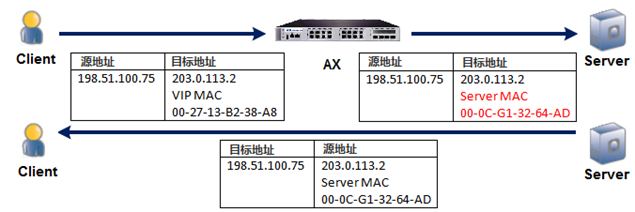 Client
AX
Server
源地址 目标地址
198.51.100.75 203.0.113.2
VIP MAC
00-27-13-B2-38-A8
源地址 目标地址
198.51.100.75 203.0.113.2
Server MAC
00-0C-G1-32-64-AD
Client
Server
目标地址 源地址
198.51.100.75 203.0.113.2
Server MAC
00-0C-G1-32-64-AD